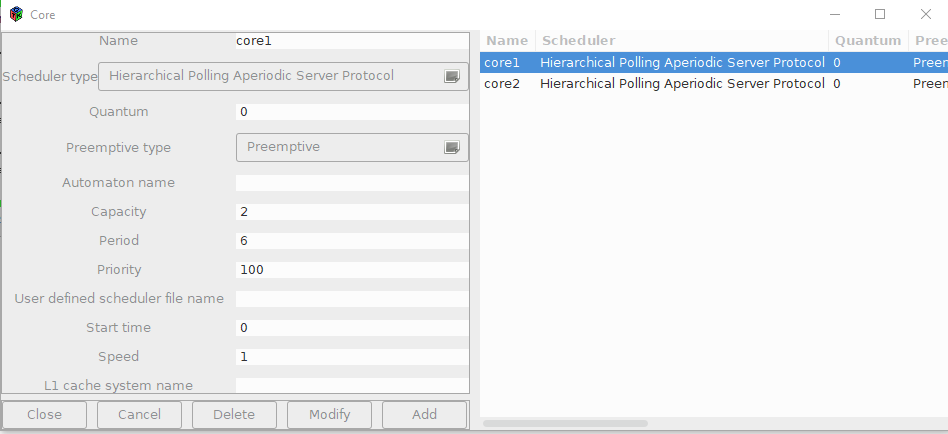 Core
Name core1
Scheduler type Hierarchical Polling Aperiodic Server Protocol
Quantum 0
Preemptive type Preemptive
Automaton name
Capacity 2
Period 6
Priority 100
User defined scheduler file name
Start time 0
Speed 1
L1 cache system name
Close Cancel Delete Modify Add
Name Scheduler Quantum Pree
core1 Hierarchical Polling Aperiodic Server Protocol 0 Preen
core2 Hierarchical Polling Aperiodic Server Protocol 0 Preen